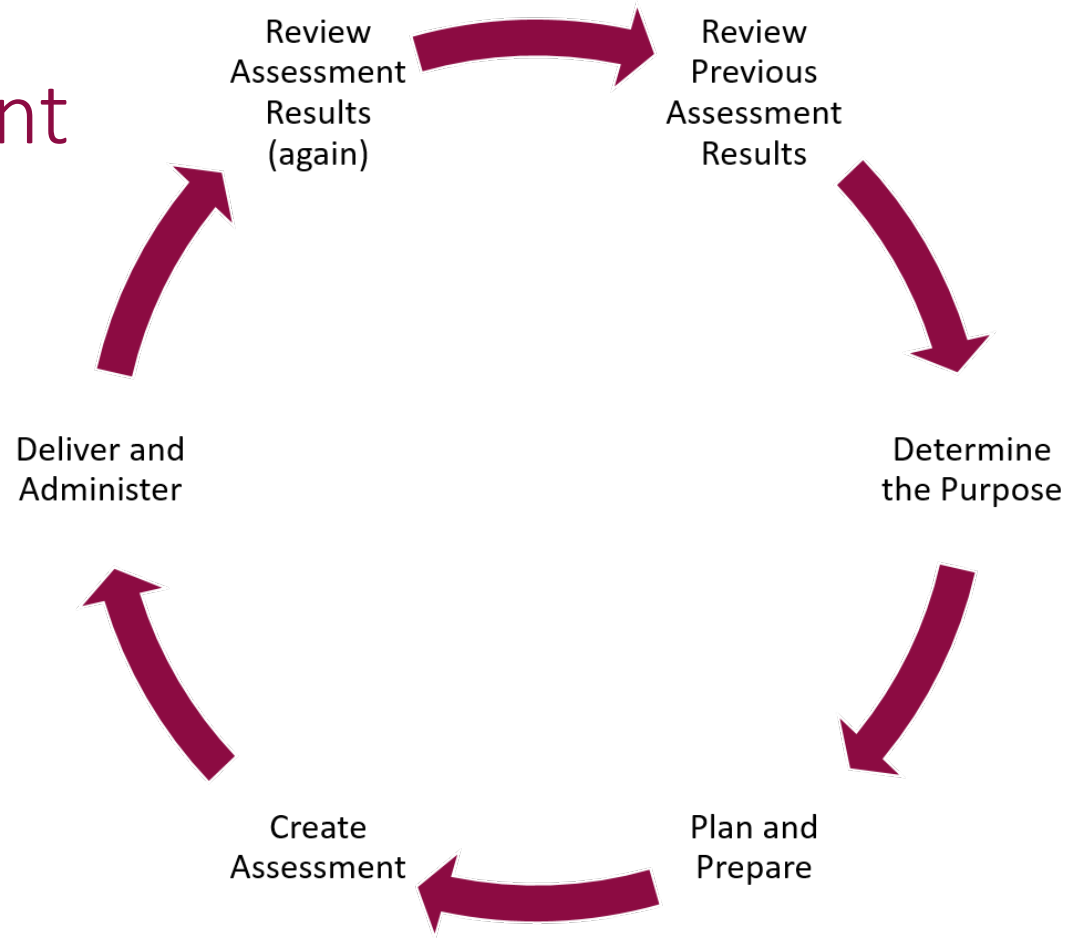 nt
Review
Assessment
Results
(again)
Review
Previous
Assessment
Results
Determine
the Purpose
Plan and
Prepare
Create
Assessment
Deliver and
Administer